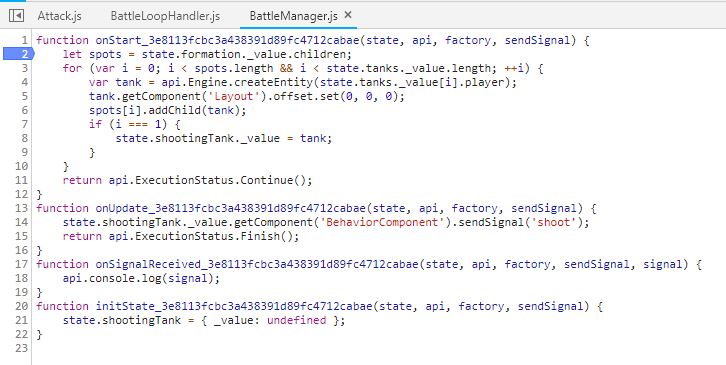 Attack.js BattleLoopHandler.js BattleManager.js ×
1 function onStart_3e8113fcbc3a438391d89fc4712cabae(state, api, factory, sendSignal) {
2     let spots = state.formation._value.children;
3     for (var i = 0; i < spots.length && i < state.tanks._value.length; ++i) {
4         var tank = api.Engine.createEntity(state.tanks._value[i].player);
5         tank.getComponent('Layout').offset.set(0, 0, 0);
6         spots[i].addChild(tank);
7         if (i === 1) {
8             state.shootingTank._value = tank;
9         }
10     }
11     return api.ExecutionStatus.Continue();
12 }
13 function onUpdate_3e8113fcbc3a438391d89fc4712cabae(state, api, factory, sendSignal) {
14     state.shootingTank._value.getComponent('BehaviorComponent').sendSignal('shoot');
15     return api.ExecutionStatus.Finish();
16 }
17 function onSignalReceived_3e8113fcbc3a438391d89fc4712cabae(state, api, factory, sendSignal, signal) {
18     api.console.log(signal);
19 }
20 function initState_3e8113fcbc3a438391d89fc4712cabae(state, api, factory, sendSignal) {
21     state.shootingTank = { _value: undefined };
22 }
23